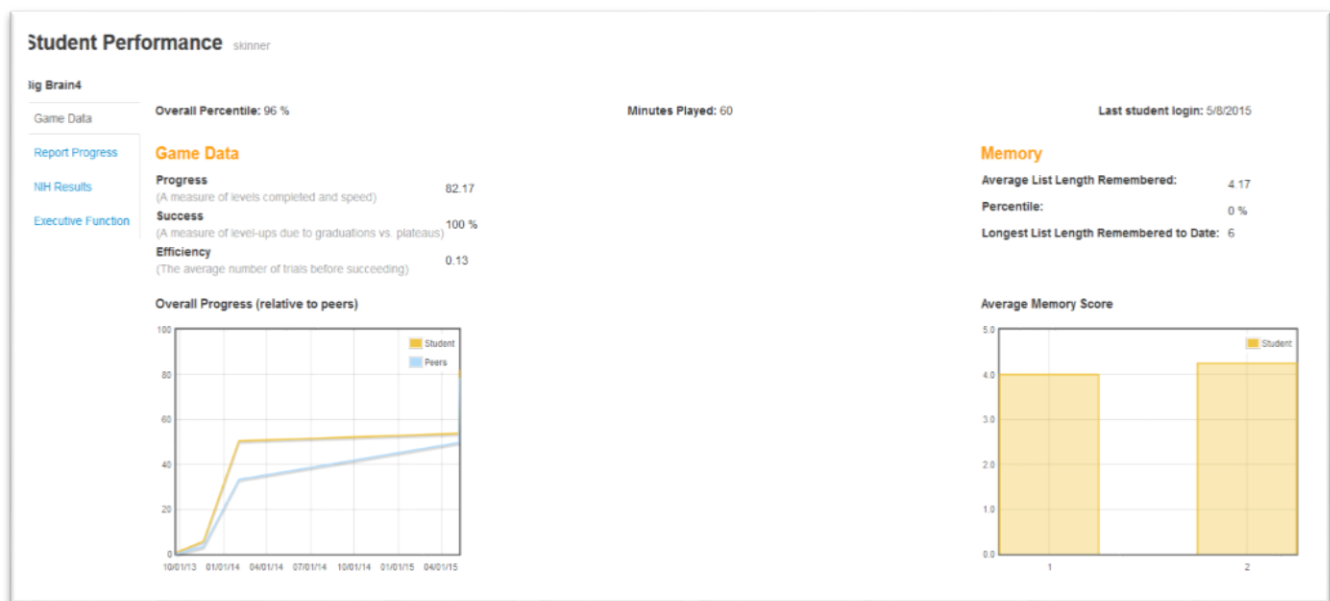 Student Performance skinner
lig Brain4
Game Data
Report Progress
NIH Results
Executive Function
Overall Percentile: 96 %
Minutes Played: 60
Last student login: 5/8/2015
Game Data
Progress
(A measure of levels completed and speed)
82.17
Success
(A measure of level-ups due to graduations vs. plateaus)
100 %
Efficiency
(The average number of trials before succeeding)
0.13
Memory
Average List Length Remembered: 4.17
Percentile: 0 %
Longest List Length Remembered to Date: 6
Overall Progress (relative to peers)
Student
Peers
100
80
60
40
20
0
10/01/13 01/01/14 04/01/14 07/01/14 10/01/14 01/01/15 04/01/15
Average Memory Score
Student
5.0
4.0
3.0
2.0
1.0
0.0
1 2